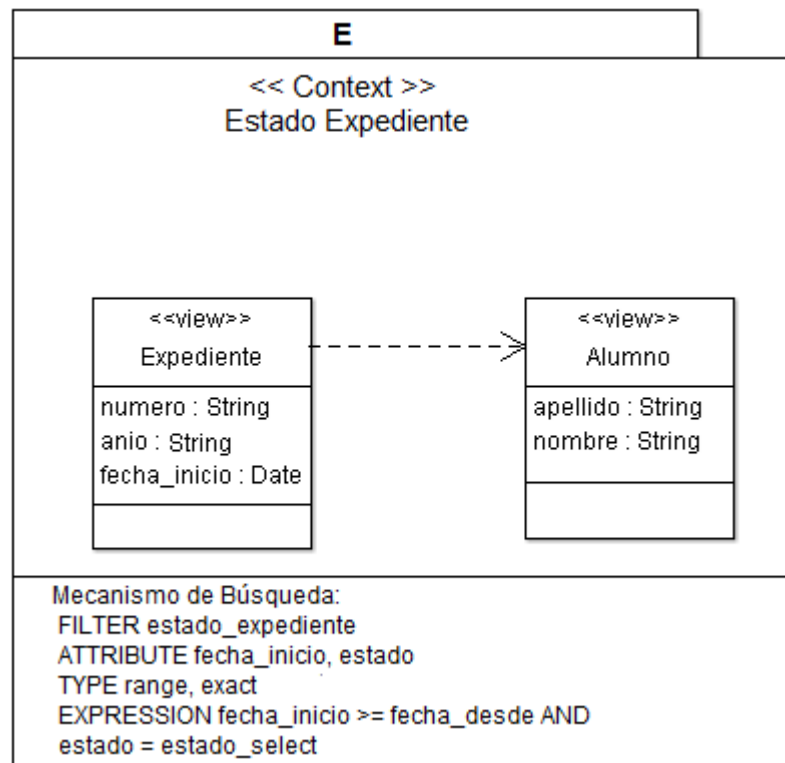 E
<< Context >>
Estado Expediente
<<view>>
Expediente
numero : String
anio : String
fecha_inicio : Date
<<view>>
Alumno
apellido : String
nombre : String
Mecanismo de Búsqueda:
FILTER estado_expediente
ATTRIBUTE fecha_inicio, estado
TYPE range, exact
EXPRESSION fecha_inicio >= fecha_desde AND
estado = estado_select